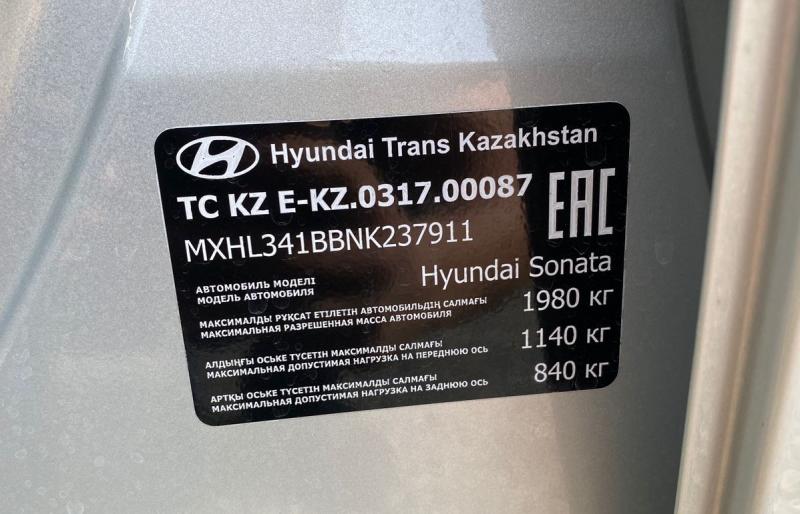 Hyundai Trans Kazakhstan
ТС KZ E-KZ.0317.00087
EAC
MXHL341BBNK237911
АВТОМОБИЛЬ МОДЕЛІ
МОДЕЛЬ АВТОМОБИЛЯ
Hyundai Sonata
МАКСИМАЛДЫ РҰҚСАТ ЕТІЛЕТІН АВТОМОБИЛЬДІҢ САЛМАҒЫ
МАКСИМАЛЬНАЯ РАЗРЕШЕННАЯ МАССА АВТОМОБИЛЯ
1980 кг
АЛДЫҢҒЫ ОСЬКЕ ТҮСЕТІН МАКСИМАЛДЫ САЛМАҒЫ
МАКСИМАЛЬНАЯ ДОПУСТИМАЯ НАГРУЗКА НА ПЕРЕДНЮЮ ОСЬ
1140 кг
АРТҚЫ ОСЬКЕ ТҮСЕТІН МАКСИМАЛДЫ САЛМАҒЫ
МАКСИМАЛЬНАЯ ДОПУСТИМАЯ НАГРУЗКА НА ЗАДНЮЮ ОСЬ
840 кг